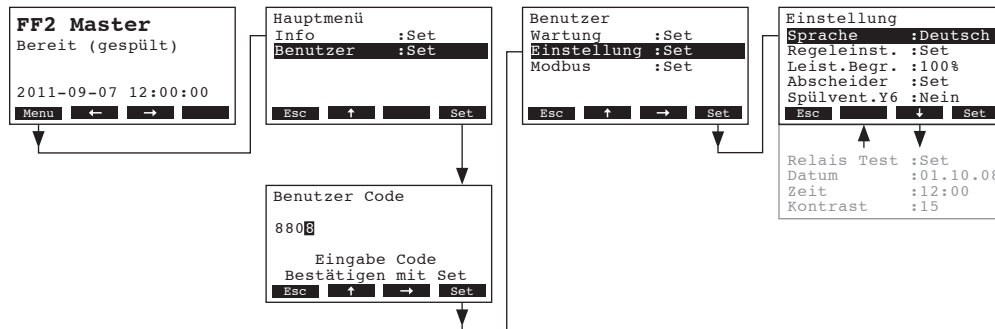 FF2 Master
Bereit (gespült)
2011-09-07 12:00:00
Menu ← →
Hauptmenü
Info :Set
Benutzer :Set
Esc ↑ Set
Benutzer Code
8808
Eingabe Code
Bestätigen mit Set
Esc ↑ → Set
Benutzer
Wartung :Set
Einstellung :Set
Modbus :Set
Esc ↑ → Set
Einstellung
Sprache :Deutsch
Regeleinst. :Set
Leist.Begr. :100%
Abscheider :Set
Spülvent.Y6 :Nein
Esc ↓ Set
Relais Test :Set
Datum :01.10.08
Zeit :12:00
Kontrast :15